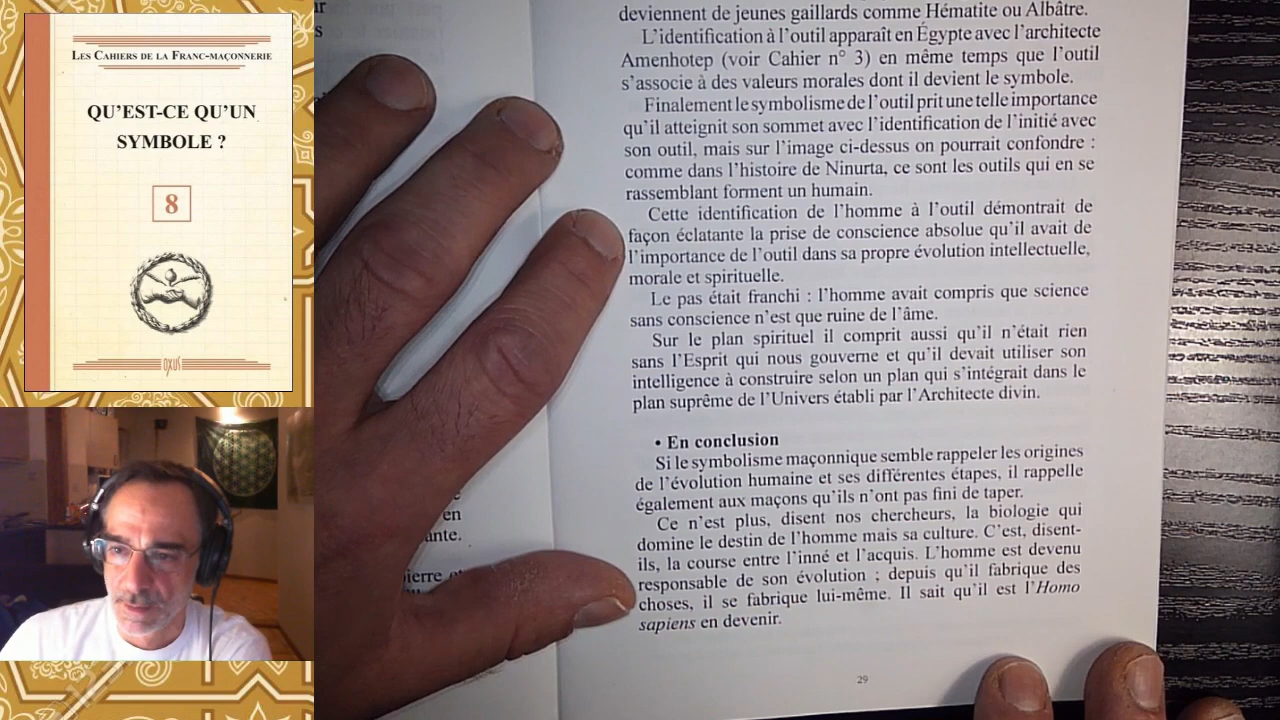 LES CAHIERS DE LA FRANC-MAÇONNERIE
QU'EST-CE QU'UN
SYMBOLE ?
8
OXUS
en
ante.
pierre et
deviennent de jeunes gaillards comme Hématite ou Albâtre.
L'identification à l'outil apparaît en Égypte avec l'architecte
Amenhotep (voir Cahier n° 3) en même temps que l'outil
s'associe à des valeurs morales dont il devient le symbole.
Finalement le symbolisme de l'outil prit une telle importance
qu'il atteignit son sommet avec l'identification de l'initié avec
son outil, mais sur l'image ci-dessus on pourrait confondre :
comme dans l'histoire de Ninurta, ce sont les outils qui en se
rassemblant forment un humain.
Cette identification de l'homme à l'outil démontrait de
façon éclatante la prise de conscience absolue qu'il avait de
l'importance de l'outil dans sa propre évolution intellectuelle,
morale et spirituelle.
Le pas était franchi : l'homme avait compris que science
sans conscience n'est que ruine de l'âme.
Sur le plan spirituel il comprit aussi qu'il n'était rien
sans l'Esprit qui nous gouverne et qu'il devait utiliser son
intelligence à construire selon un plan qui s'intégrait dans le
plan suprême de l'Univers établi par l'Architecte divin.
• En conclusion
Si le symbolisme maçonnique semble rappeler les origines
de l'évolution humaine et ses différentes étapes, il rappelle
également aux maçons qu'ils n'ont pas fini de taper.
Ce n'est plus, disent nos chercheurs, la biologie qui
domine le destin de l'homme mais sa culture. C'est, disent-
ils, la course entre l'inné et l'acquis. L'homme est devenu
responsable de son évolution ; depuis qu'il fabrique des
choses, il se fabrique lui-même. Il sait qu'il est l'Homo
sapiens en devenir.
29